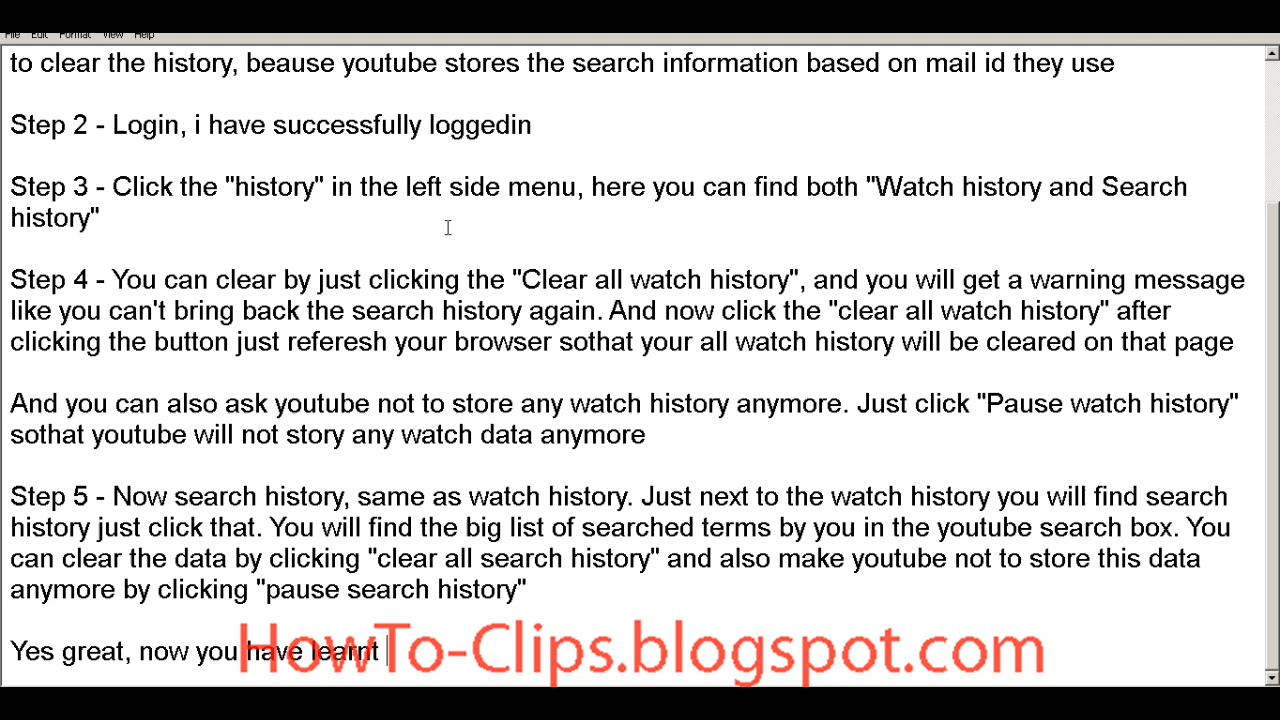 File Edit Format View Help
to clear the history, beause youtube stores the search information based on mail id they use
Step 2 - Login, i have successfully loggedin
Step 3 - Click the "history" in the left side menu, here you can find both "Watch history and Search
history"
Step 4 - You can clear by just clicking the "Clear all watch history", and you will get a warning message
like you can't bring back the search history again. And now click the "clear all watch history" after
clicking the button just referesh your browser sothat your all watch history will be cleared on that page
And you can also ask youtube not to store any watch history anymore. Just click "Pause watch history"
sothat youtube will not story any watch data anymore
Step 5 - Now search history, same as watch history. Just next to the watch history you will find search
history just click that. You will find the big list of searched terms by you in the youtube search box. You
can clear the data by clicking "clear all search history" and also make youtube not to store this data
anymore by clicking "pause search history"
Yes great, now you have learnt
HowTo-Clips.blogspot.com